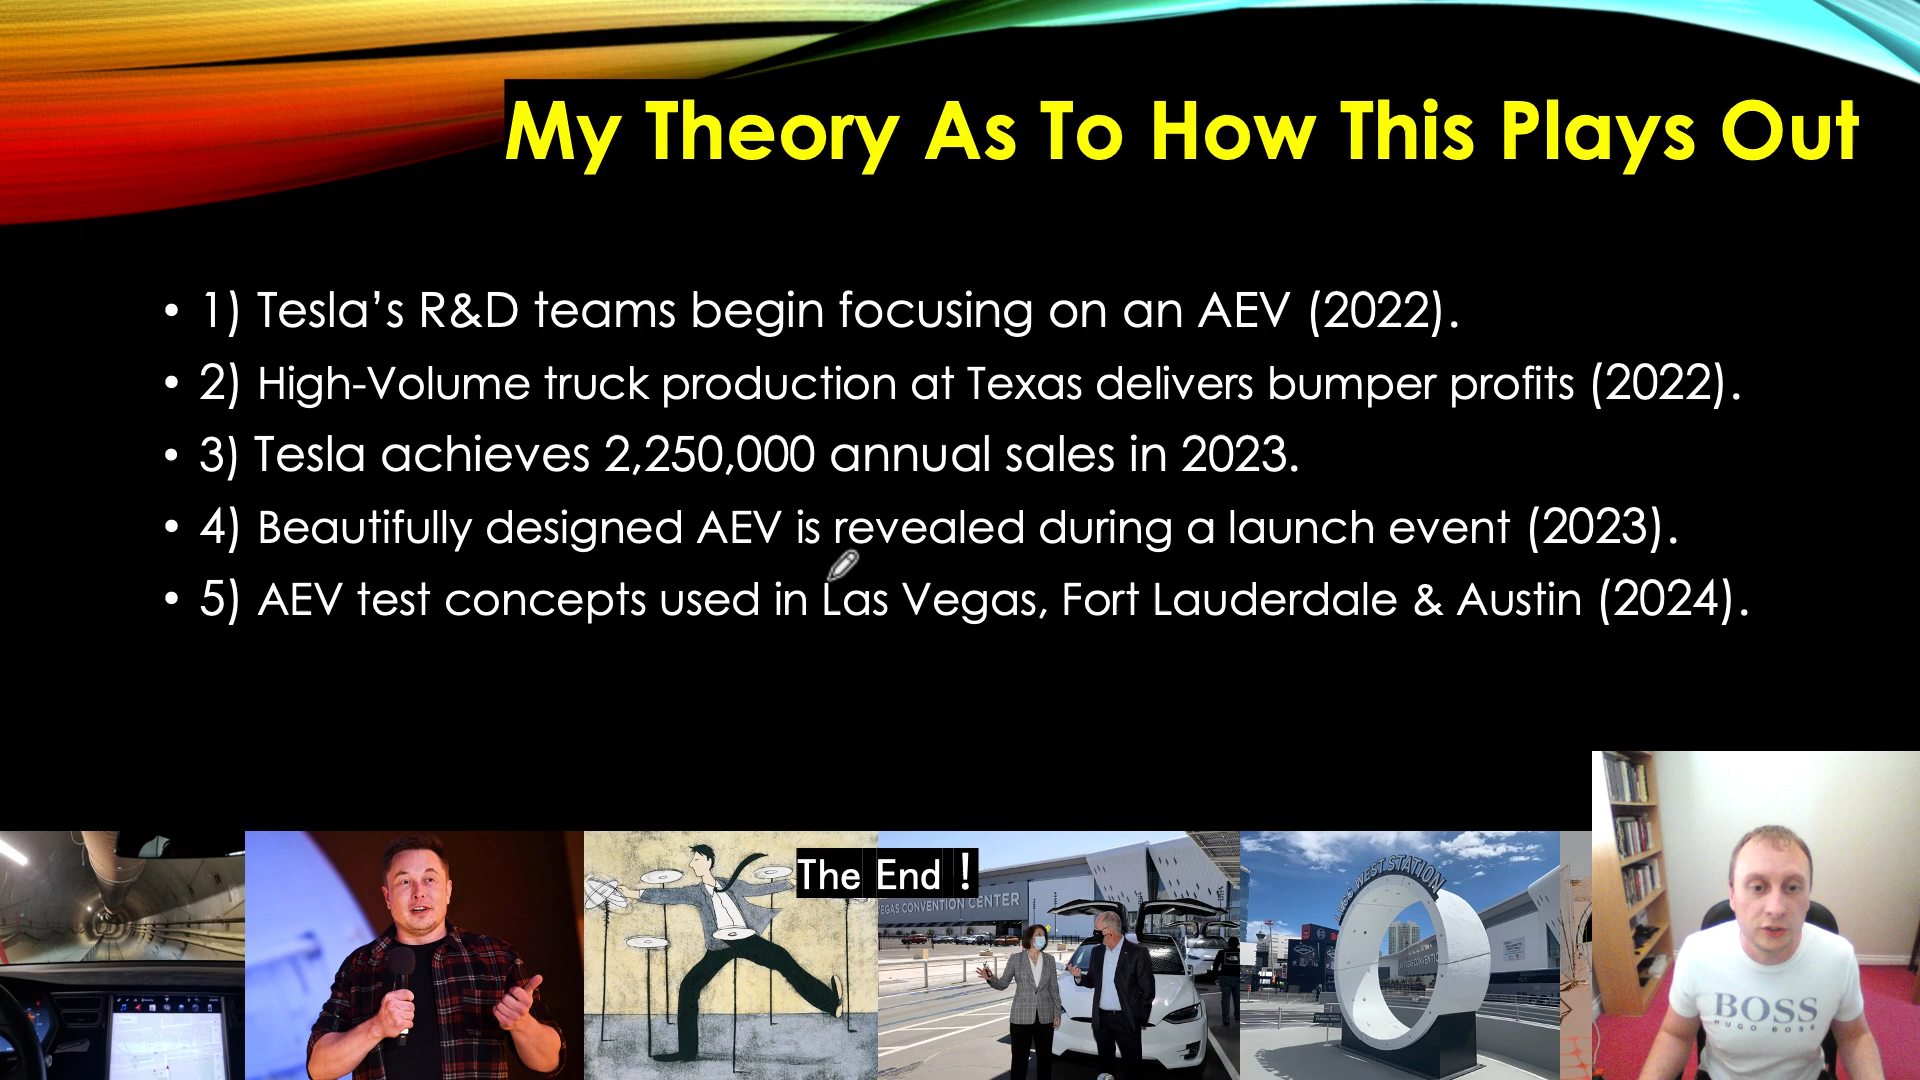 My Theory As To How This Plays Out
• 1) Tesla’s R&D teams begin focusing on an AEV (2022).
• 2) High-Volume truck production at Texas delivers bumper profits (2022).
• 3) Tesla achieves 2,250,000 annual sales in 2023.
• 4) Beautifully designed AEV is revealed during a launch event (2023).
• 5) AEV test concepts used in Las Vegas, Fort Lauderdale & Austin (2024).
The End !
VEGAS CONVENTION CENTER
WEST STATION
BOSS
HUGO BOSS